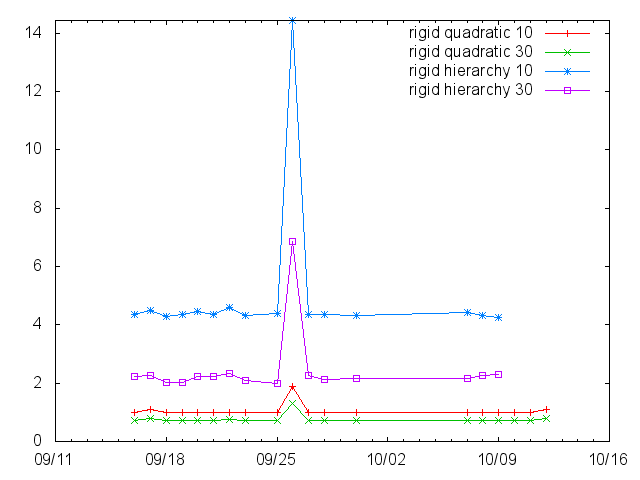 14
12
10
8
6
4
2
0
rigid quadratic 10
rigid quadratic 30
rigid hierarchy 10
rigid hierarchy 30
09/11 09/18 09/25 10/02 10/09 10/16